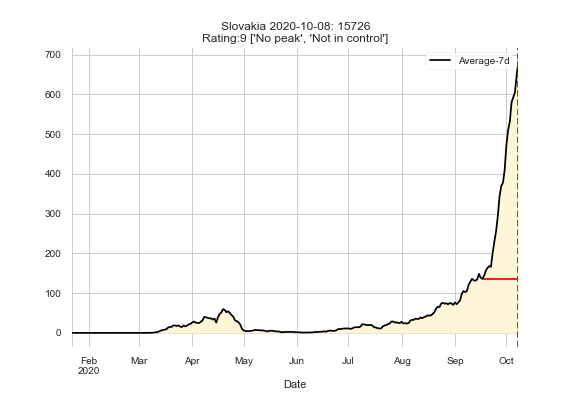 Slovakia 2020-10-08: 15726
Rating:9 ['No peak', 'Not in control']
Average-7d
700
600
500
400
300
200
100
0
Feb Mar Apr May Jun Jul Aug Sep Oct
2020
Date